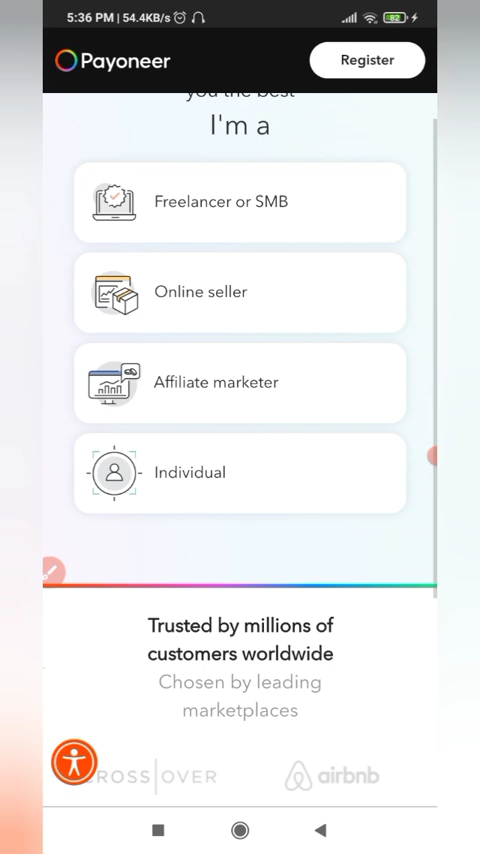 5:36 PM | 54.4KB/s
82
Payoneer
Register
you the best
I'm a
Freelancer or SMB
Online seller
Affiliate marketer
Individual
Trusted by millions of
customers worldwide
Chosen by leading
marketplaces
ROSS|OVER
airbnb